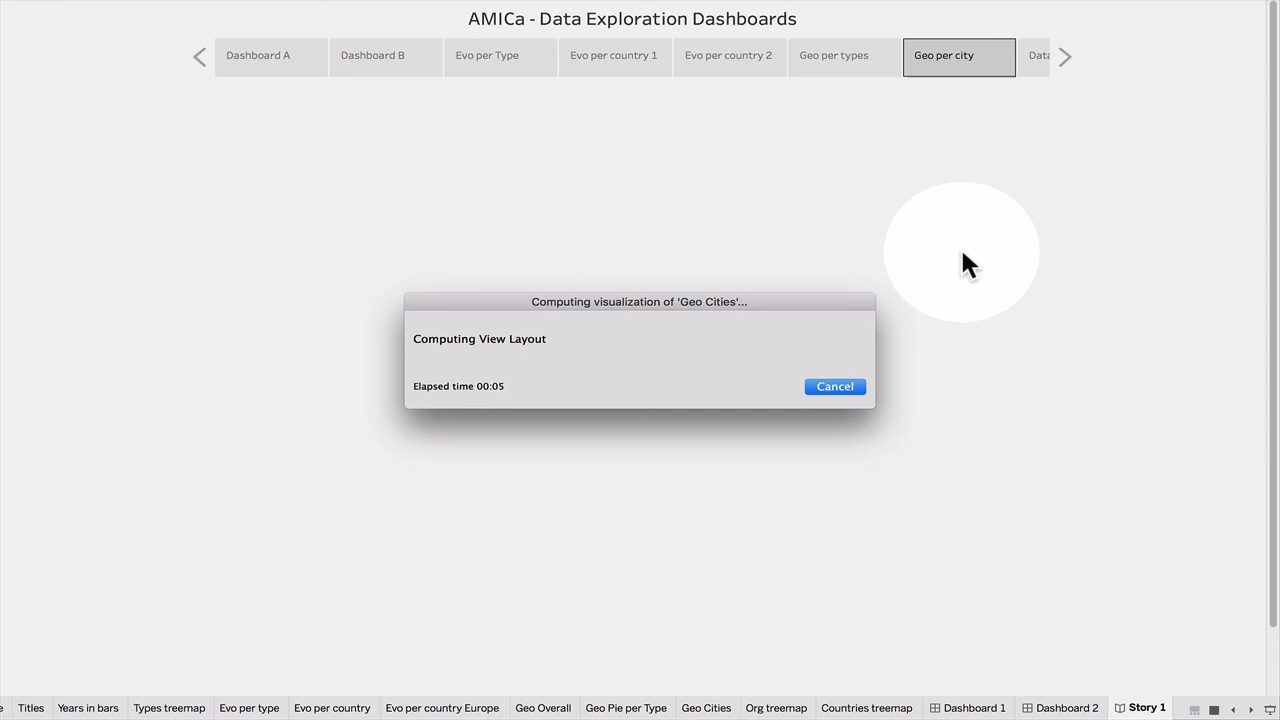 AMICa - Data Exploration Dashboards
Dashboard A
Dashboard B
Evo per Type
Evo per country 1
Evo per country 2
Geo per types
Geo per city
Data
Computing visualization of 'Geo Cities'...
Computing View Layout
Elapsed time 00:05
Cancel
e
Titles
Years in bars
Types treemap
Evo per type
Evo per country
Evo per country Europe
Geo Overall
Geo Pie per Type
Geo Cities
Org treemap
Countries treemap
Dashboard 1
Dashboard 2
Story 1